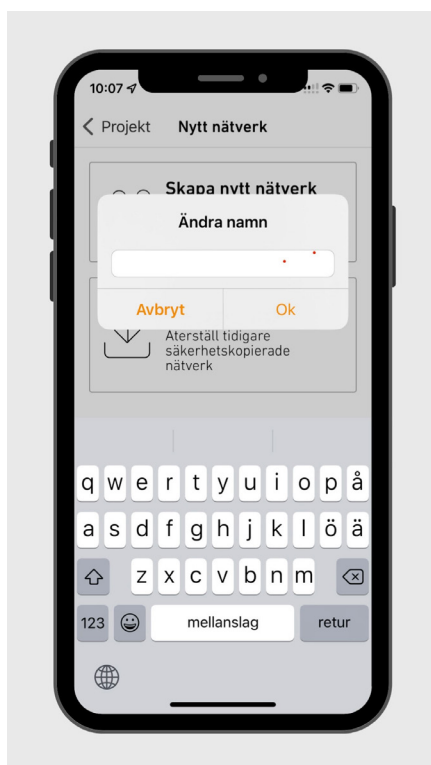 10:07
Projekt
Nytt nätverk
Skapa nytt nätverk
Ändra namn
Avbryt
Ok
Återställ tidigare
säkerhetskopierade
nätverk
q w e r t y u i o p å
a s d f g h j k l ö ä
z x c v b n m
123
mellanslag
retur